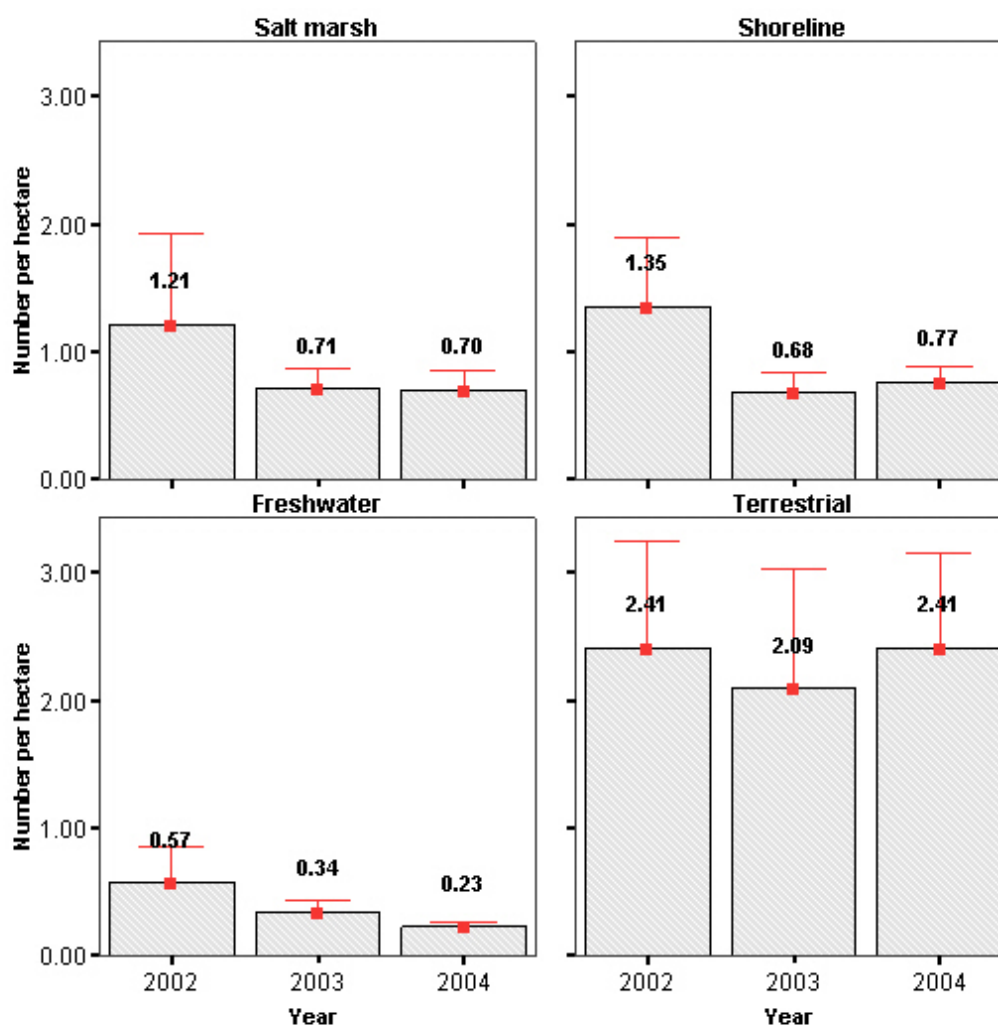 Salt marsh
Shoreline
Number per hectare
3.00
2.00
1.00
0.00
1.21
0.71
0.70
1.35
0.68
0.77
Freshwater
Terrestrial
Number per hectare
3.00
2.00
1.00
0.00
0.57
0.34
0.23
2.41
2.09
2.41
2002 2003 2004
2002 2003 2004
Year
Year